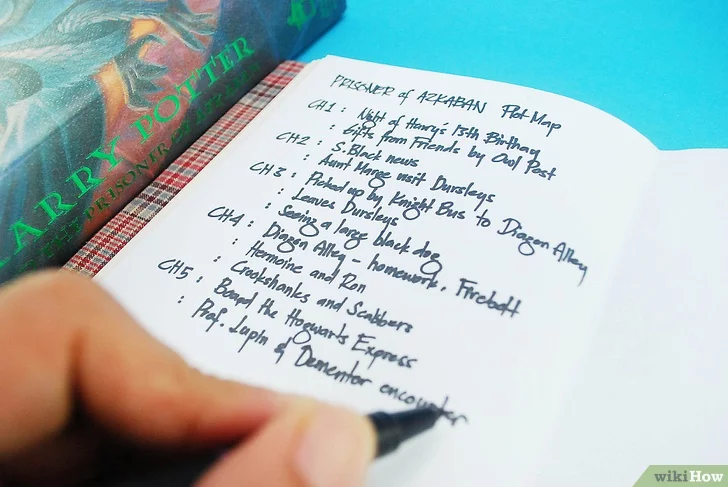 HARRY POTTER
PRISONER OF
PRISONER of AZKABAN Plot Map
CH1 : Night of Harry's 13th Birthay
: Gifts from Friends by Owl Post
CH2 : S. Black news
: Aunt Marge visit Dursleys
CH3 : Picked up by Knight Bus to Diagon Alley
: Leaves Dursleys
: Seeing a large black dog
CH4 : Diagon Alley - homework, Firebolt
: Hermoine and Ron
: Crookshanks and Scabbers
CH5 : Board the Hogwarts Express
: Prof. Lupin & Dementor encounter
wikiHow